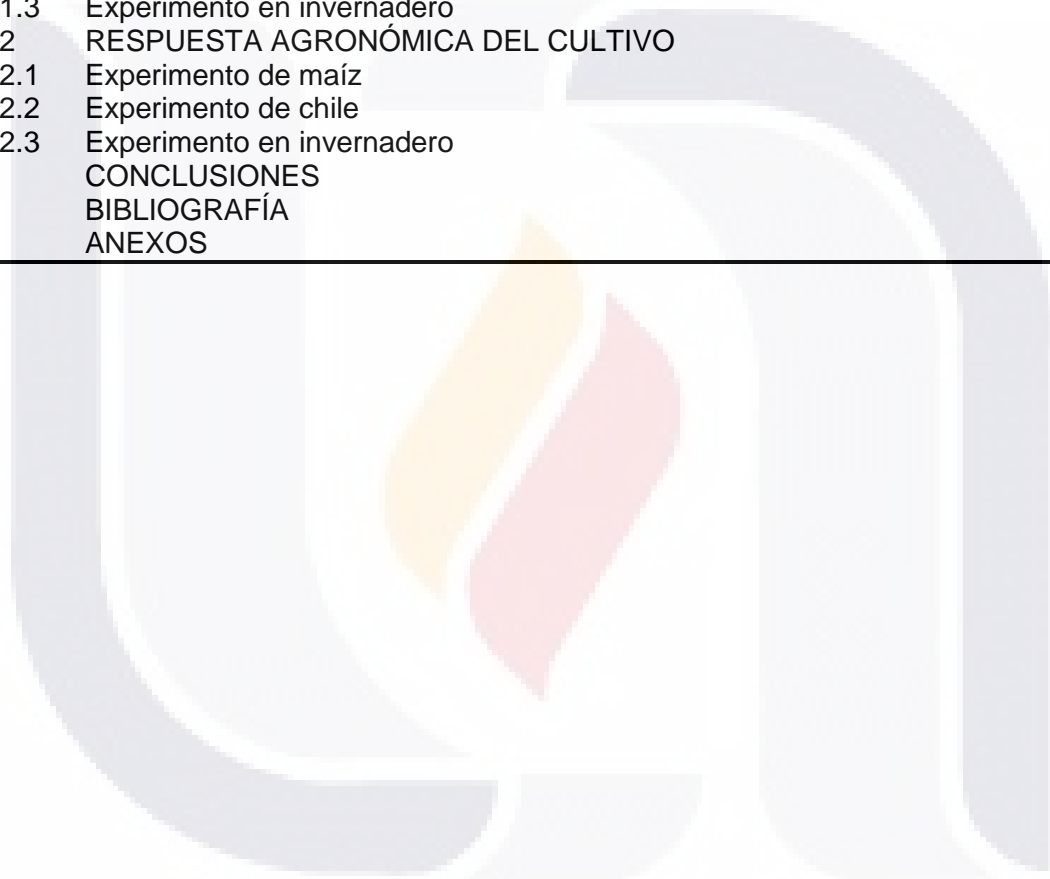 1.3 Experimento en invernadero
2 RESPUESTA AGRONÓMICA DEL CULTIVO
2.1 Experimento de maíz
2.2 Experimento de chile
2.3 Experimento en invernadero
CONCLUSIONES
BIBLIOGRAFÍA
ANEXOS